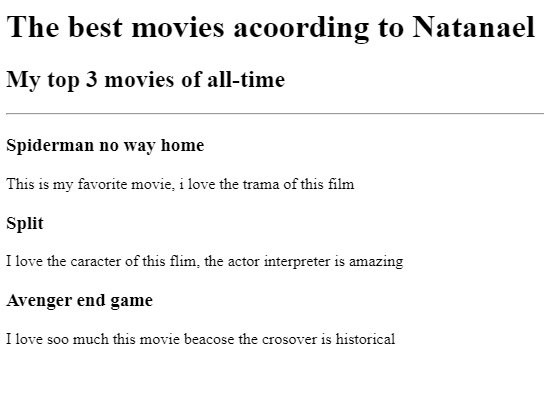 The best movies acoording to Natanael
My top 3 movies of all-time
Spiderman no way home
This is my favorite movie, i love the trama of this film
Split
I love the caracter of this flim, the actor interpreter is amazing
Avenger end game
I love soo much this movie beacose the crosover is historical